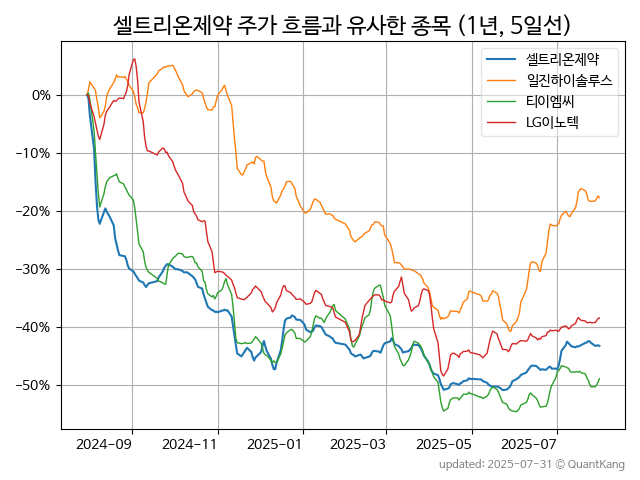 셀트리온제약 주가 흐름과 유사한 종목 (1년, 5일선)
셀트리온제약
일진하이솔루스
티이엠씨
LG이노텍
0%
−10%
−20%
−30%
−40%
−50%
2024-09 2024-11 2025-01 2025-03 2025-05 2025-07
updated: 2025-07-31 © QuantKang